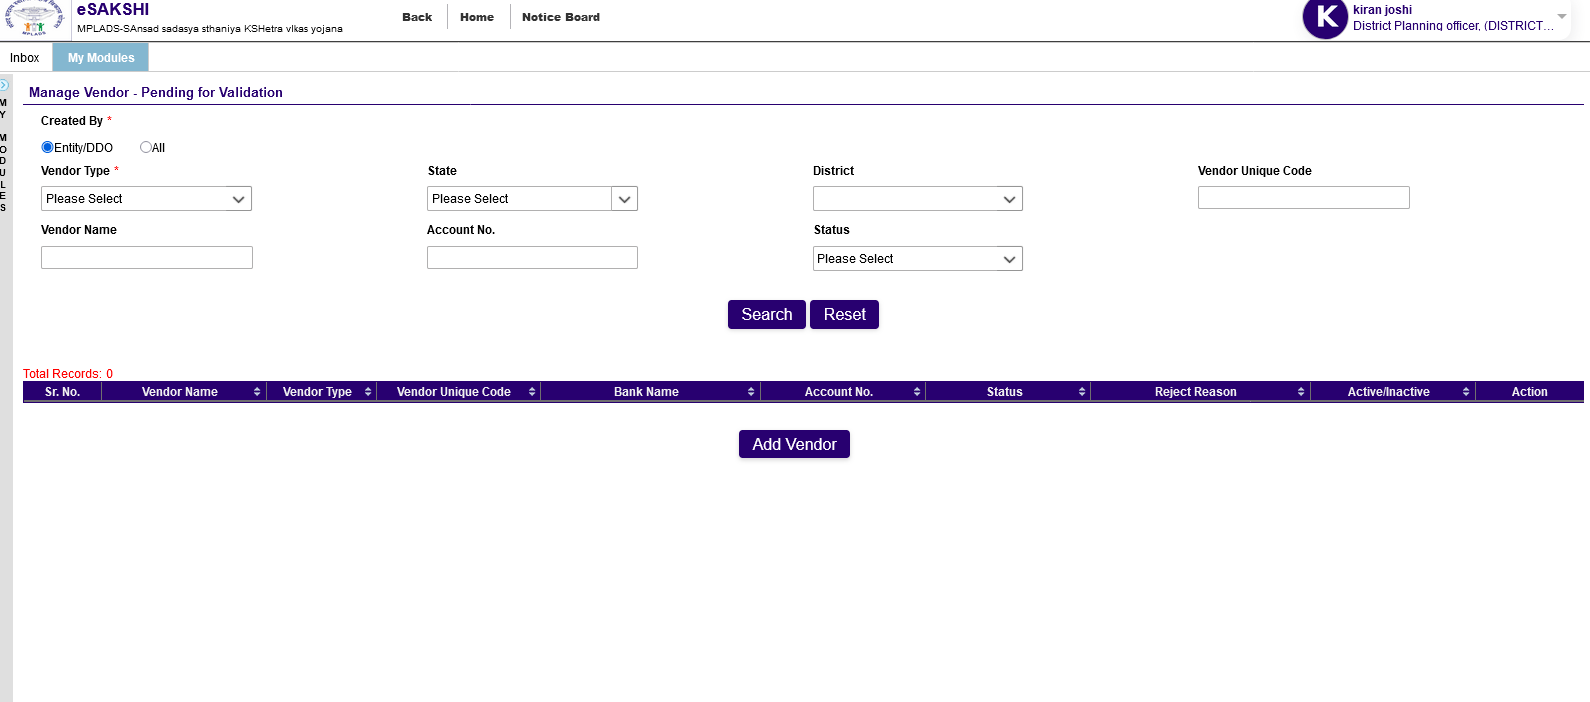 eSAKSHI
MPLADS-SAnsad sadasya sthaniya KSHetra vIkas yojana
Back Home Notice Board
K
kiran joshi
District Planning officer, (DISTRICT...
Inbox My Modules
MY MODULES
Manage Vendor - Pending for Validation
Created By *
Entity/DDO All
Vendor Type * State District Vendor Unique Code
Please Select Please Select
Vendor Name Account No. Status
Please Select
Search Reset
Total Records: 0
Sr. No. Vendor Name Vendor Type Vendor Unique Code Bank Name Account No. Status Reject Reason Active/Inactive Action
Add Vendor